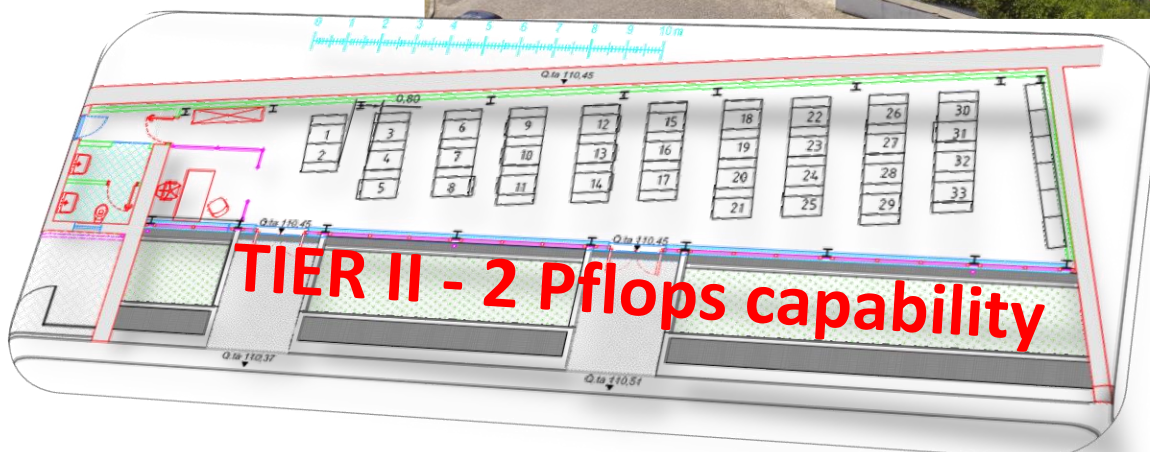 0 1 2 3 4 5 6 7 8 9 10 m
Q.ta 110,45
0,80
1 3 6 9 12 15 18 22 26 30
2 4 7 10 13 16 19 23 27 31
5 8 11 14 17 20 24 28 32
21 25 29 33
Q.ta 110,45
Q.ta 110,45
TIER II - 2 Pflops capability
Q.ta 110,37
Q.ta 110,51